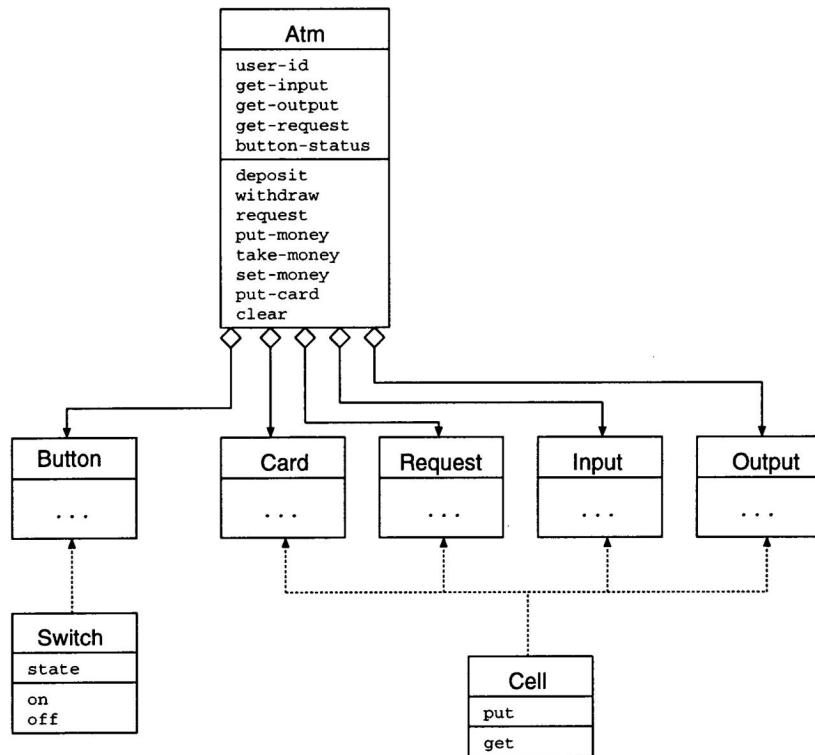 Atm
user-id
get-input
get-output
get-request
button-status
deposit
withdraw
request
put-money
take-money
set-money
put-card
clear
Button
...
Card
...
Request
...
Input
...
Output
...
Switch
state
on
off
Cell
put
get